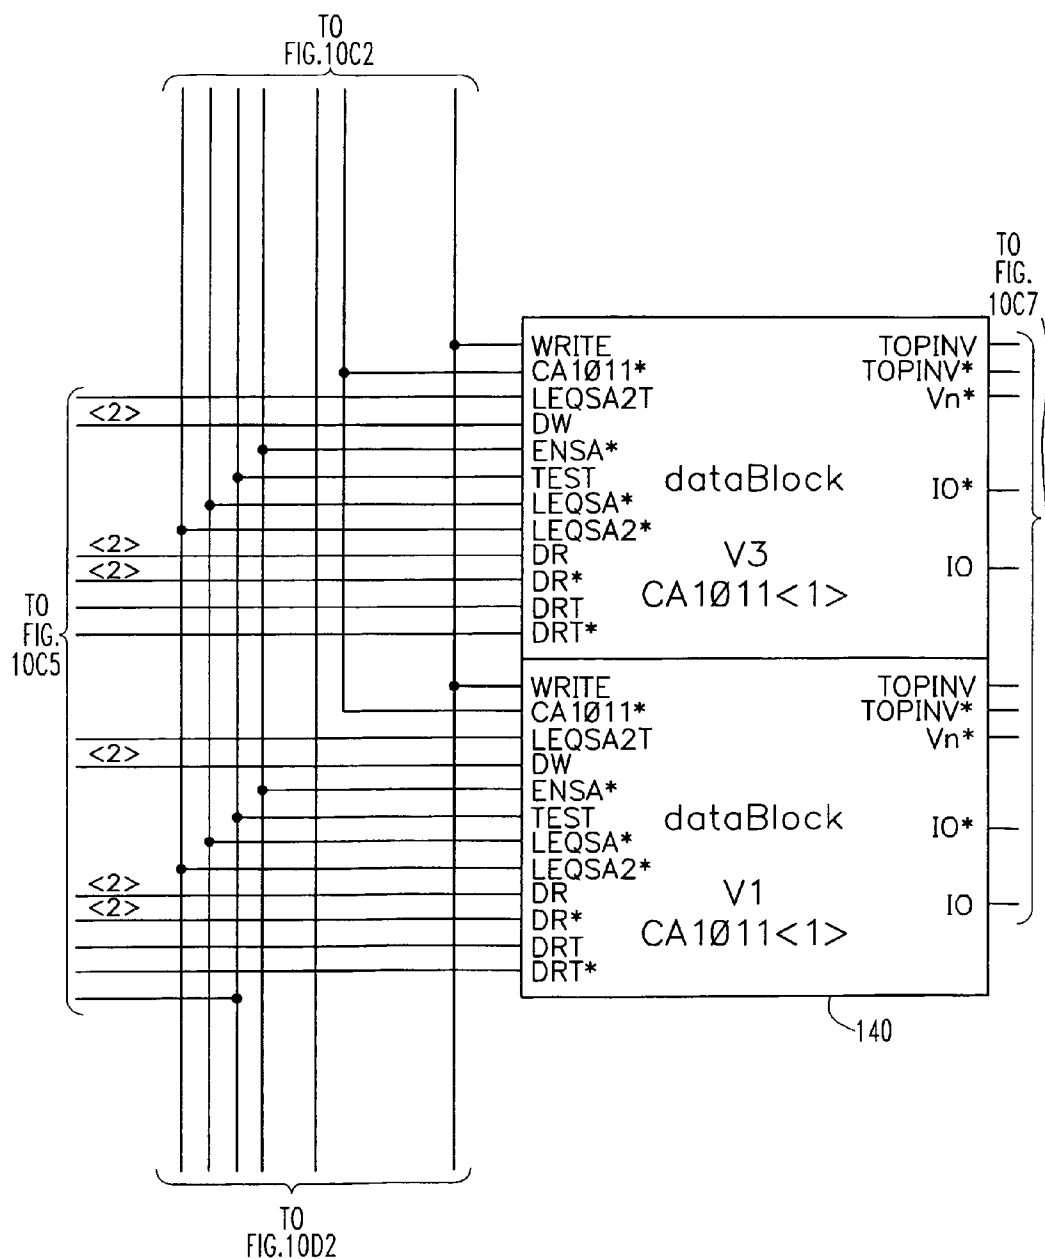 TO
FIG.10C2
TO
FIG.
10C7
WRITE
CA1Ø11*
LEQSA2T
<2>
DW
ENSA*
TEST
LEQSA*
LEQSA2*
<2>
DR
<2>
DR*
DRT
DRT*
dataBlock
V3
CA1Ø11<1>
TOPINV
TOPINV*
Vn*
IO*
IO
TO
FIG.
10C5
WRITE
CA1Ø11*
LEQSA2T
<2>
DW
ENSA*
TEST
LEQSA*
LEQSA2*
<2>
DR
<2>
DR*
DRT
DRT*
dataBlock
V1
CA1Ø11<1>
TOPINV
TOPINV*
Vn*
IO*
IO
140
TO
FIG.10D2